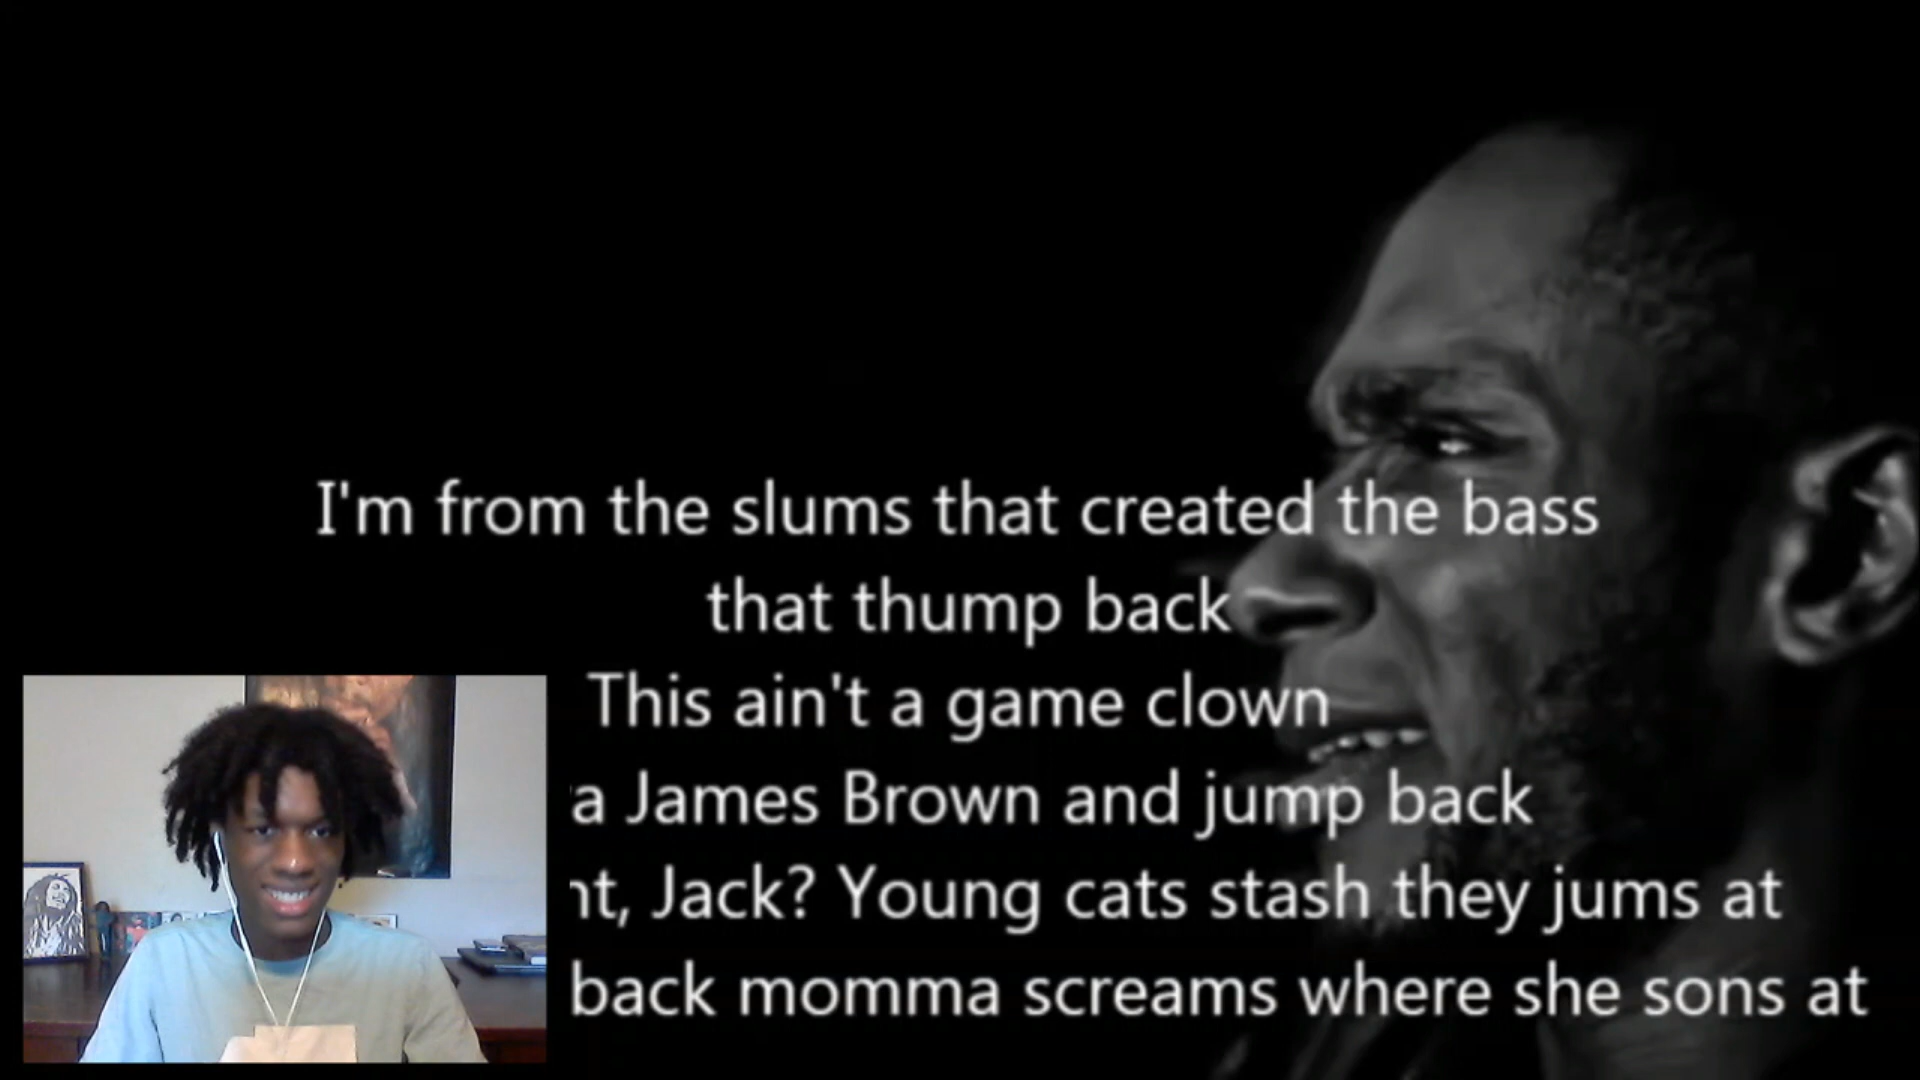 I'm from the slums that created the bass
that thump back
This ain't a game clown
a James Brown and jump back
Jack? Young cats stash they jums at
back momma screams where she sons at